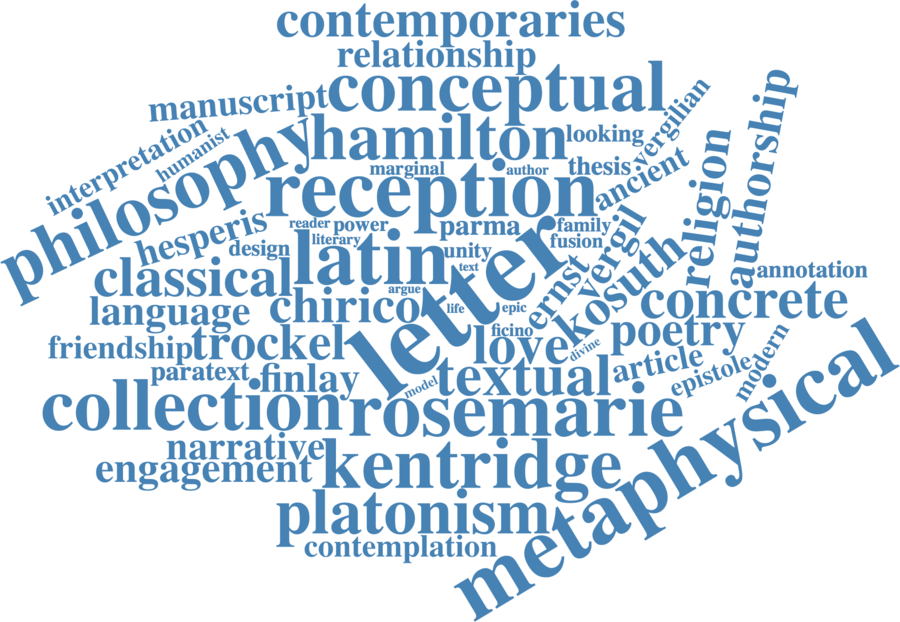 contemporaries
relationship
conceptual
manuscript
vergilian
authorship
hamilton
looking
interpretation
humanist
philosophy
marginal
author
thesis
ancient
religion
reception
hesperis
reader
power
parma
family
vergil
design
literary
latin
unity
fusion
letter
text
classical
argue
ernst
kosuth
annotation
language
chirico
life
epic
concrete
friendship
trockel
ficino
love
divine
poetry
modern
paratext
finlay
model
textual
article
epistole
collection
rosemarie
metaphysical
narrative
engagement
kentridge
platonism
contemplation